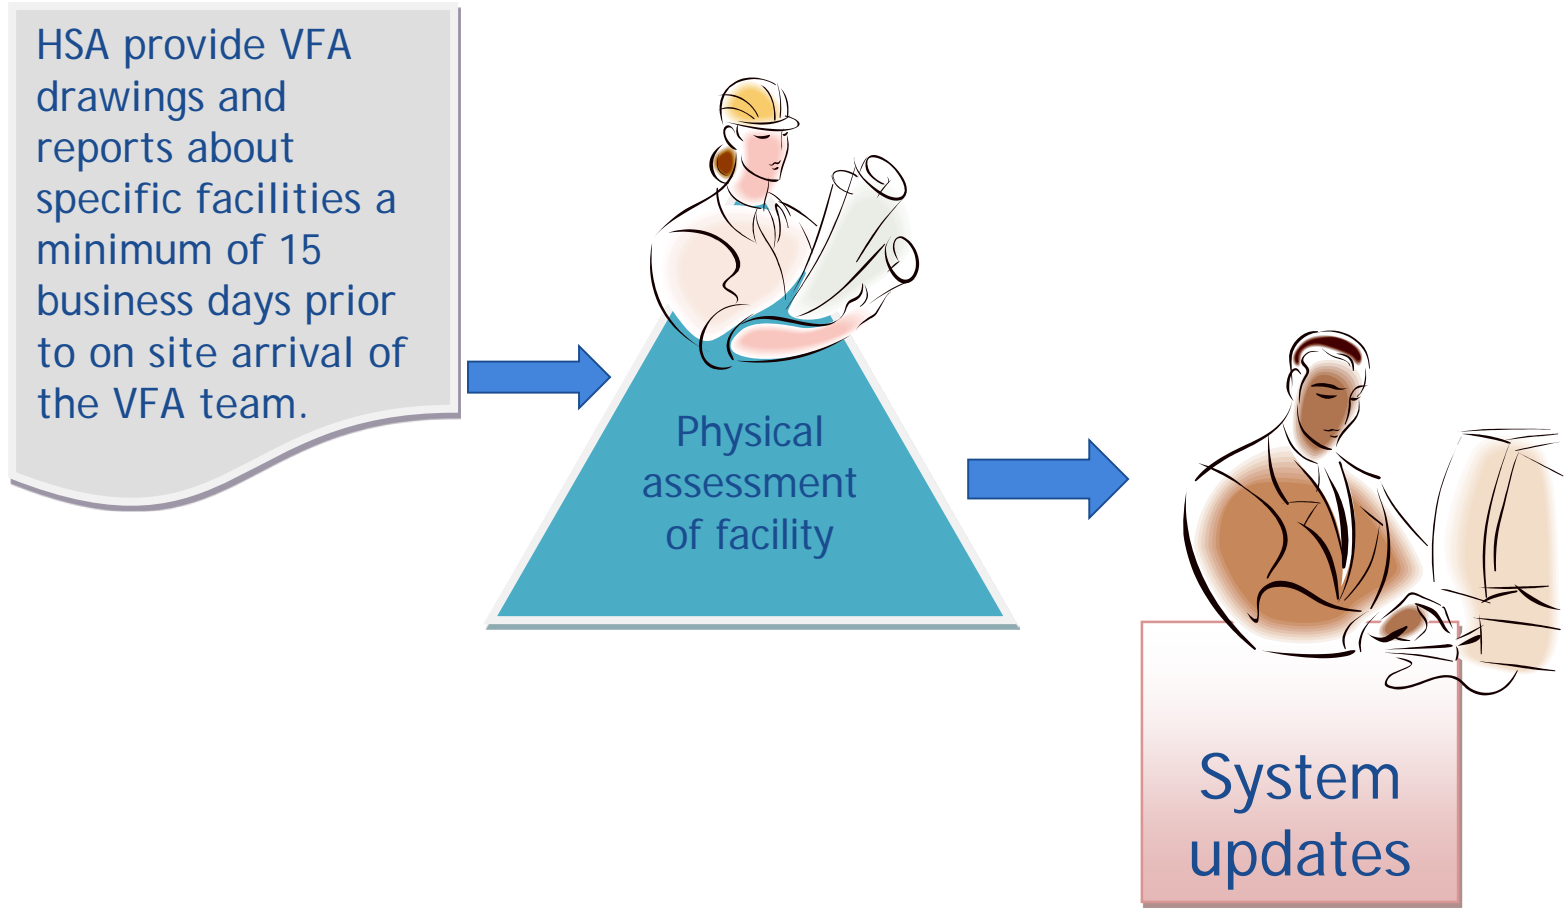 HSA provide VFA
drawings and
reports about
specific facilities a
minimum of 15
business days prior
to on site arrival of
the VFA team.
Physical
assessment
of facility
System
updates